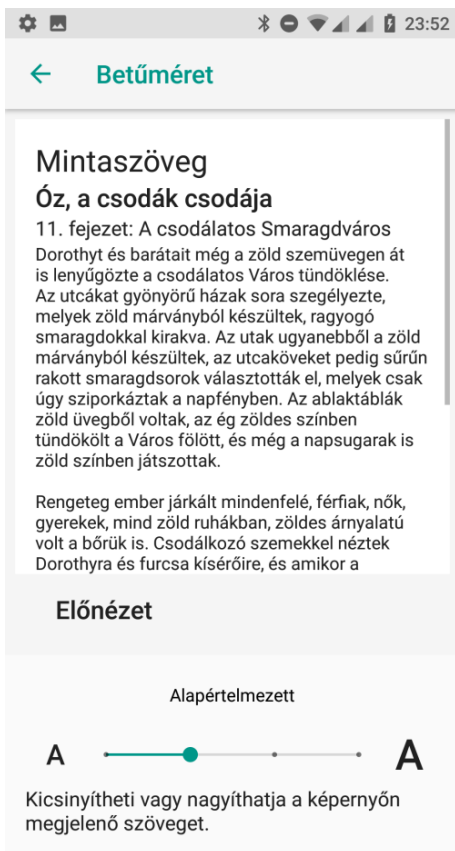 23:52
Betűméret
Mintaszöveg
Óz, a csodák csodája
11. fejezet: A csodálatos Smaragdváros
Dorothyt és barátait még a zöld szemüvegen át
is lenyűgözte a csodálatos Város tündöklése.
Az utcákat gyönyörű házak sora szegélyezte,
melyek zöld márványból készültek, ragyogó
smaragdokkal kirakva. Az utak ugyanebből a zöld
márványból készültek, az utcaköveket pedig sűrűn
rakott smaragdsorok választották el, melyek csak
úgy sziporkáztak a napfényben. Az ablaktáblák
zöld üvegből voltak, az ég zöldes színben
tündökölt a Város fölött, és még a napsugarak is
zöld színben játszottak.
Rengeteg ember járkált mindenfelé, férfiak, nők,
gyerekek, mind zöld ruhákban, zöldes árnyalatú
volt a bőrük is. Csodálkozó szemekkel néztek
Dorothyra és furcsa kísérőire, és amikor a
Előnézet
Alapértelmezett
A A
Kicsinyítheti vagy nagyíthatja a képernyőn
megjelenő szöveget.